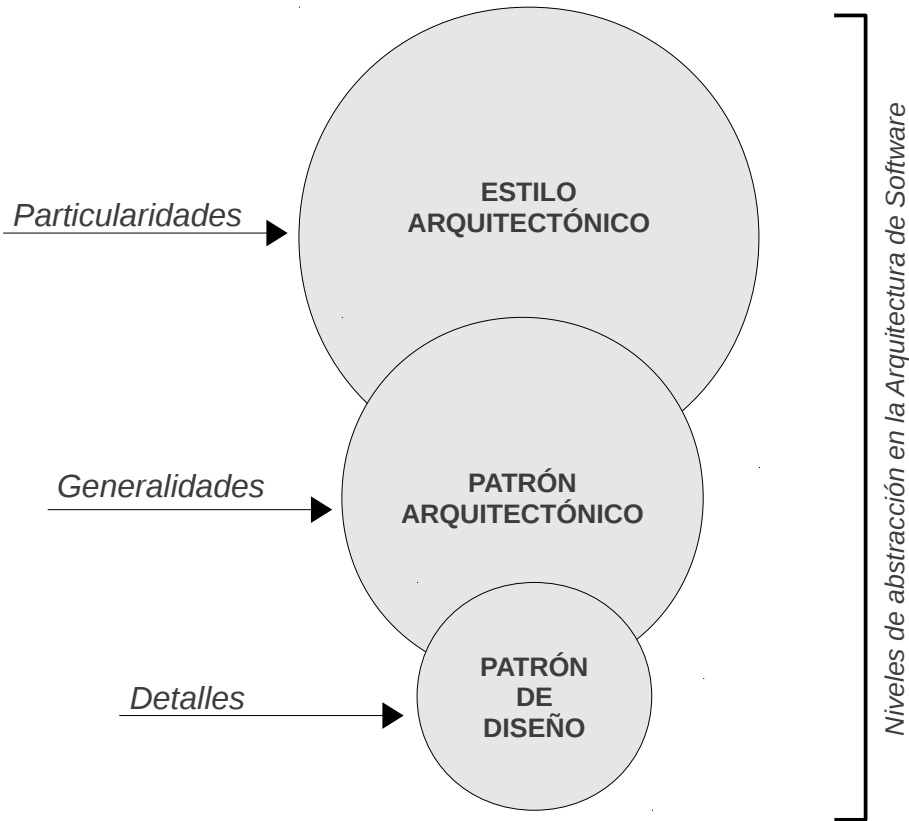 ESTILO
ARQUITECTÓNICO
Particularidades
PATRÓN
ARQUITECTÓNICO
Generalidades
PATRÓN
DE
DISEÑO
Detalles
Niveles de abstracción en la Arquitectura de Software